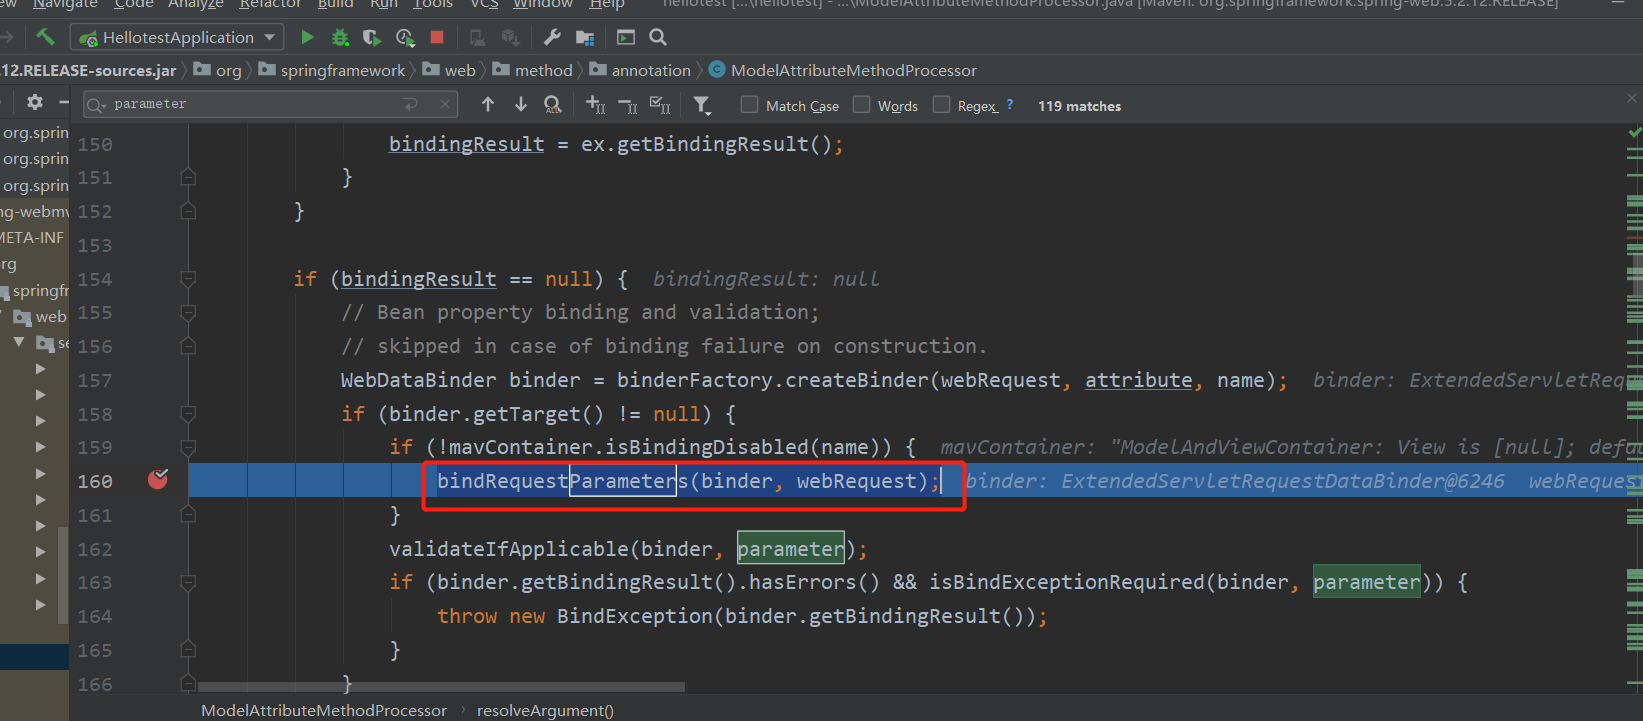 Navigate Code Analyze Refactor Build Run Tools VCS Window Help hellotest [...\hellotest] - ...\ModelAttributeMethodProcessor.java [Maven: org.springframework.spring-web:5.2.12.RELEASE]
HellotestApplication
.12.RELEASE-sources.jar org springframework web method annotation ModelAttributeMethodProcessor
parameter Match Case Words Regex ? 119 matches
org.sprin
org.sprin
org.sprin
ng-webmv
META-INF
rg
springfr
web
se
150 bindingResult = ex.getBindingResult();
151 }
152 }
153
154 if (bindingResult == null) { bindingResult: null
155 // Bean property binding and validation;
156 // skipped in case of binding failure on construction.
157 WebDataBinder binder = binderFactory.createBinder(webRequest, attribute, name); binder: ExtendedServletRequ
158 if (binder.getTarget() != null) {
159 if (!mavContainer.isBindingDisabled(name)) { mavContainer: "ModelAndViewContainer: View is [null]; defau
160 bindRequestParameters(binder, webRequest); binder: ExtendedServletRequestDataBinder@6246 webRequest
161 }
162 validateIfApplicable(binder, parameter);
163 if (binder.getBindingResult().hasErrors() && isBindExceptionRequired(binder, parameter)) {
164 throw new BindException(binder.getBindingResult());
165 }
166 }
ModelAttributeMethodProcessor › resolveArgument()